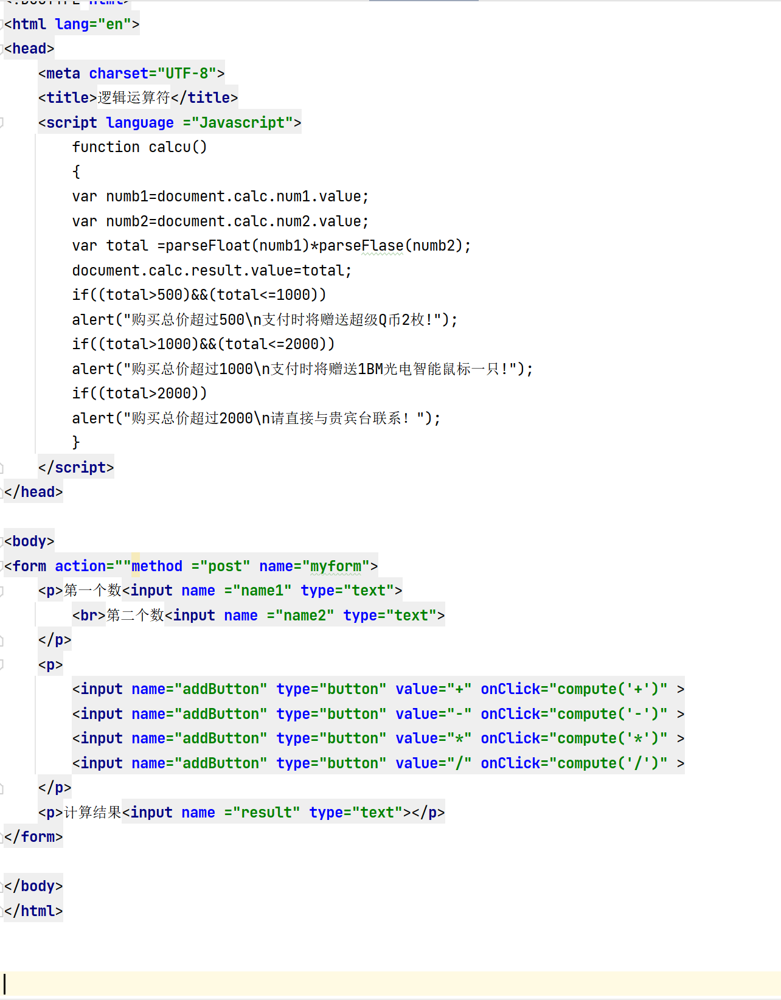 <!DOCTYPE html>
<html lang="en">
<head>
<meta charset="UTF-8">
<title>逻辑运算符</title>
<script language ="Javascript">
function calcu()
{
var numb1=document.calc.num1.value;
var numb2=document.calc.num2.value;
var total =parseFloat(numb1)*parseFlase(numb2);
document.calc.result.value=total;
if((total>500)&&(total<=1000))
alert("购买总价超过500\n支付时将赠送超级Q币2枚!");
if((total>1000)&&(total<=2000))
alert("购买总价超过1000\n支付时将赠送1BM光电智能鼠标一只!");
if((total>2000))
alert("购买总价超过2000\n请直接与贵宾台联系！");
}
</script>
</head>
<body>
<form action=""method ="post" name="myform">
<p>第一个数<input name ="name1" type="text">
<br>第二个数<input name ="name2" type="text">
</p>
<p>
<input name="addButton" type="button" value="+" onClick="compute('+')" >
<input name="addButton" type="button" value="-" onClick="compute('-')" >
<input name="addButton" type="button" value="*" onClick="compute('*')" >
<input name="addButton" type="button" value="/" onClick="compute('/')" >
</p>
<p>计算结果<input name ="result" type="text"></p>
</form>
</body>
</html>